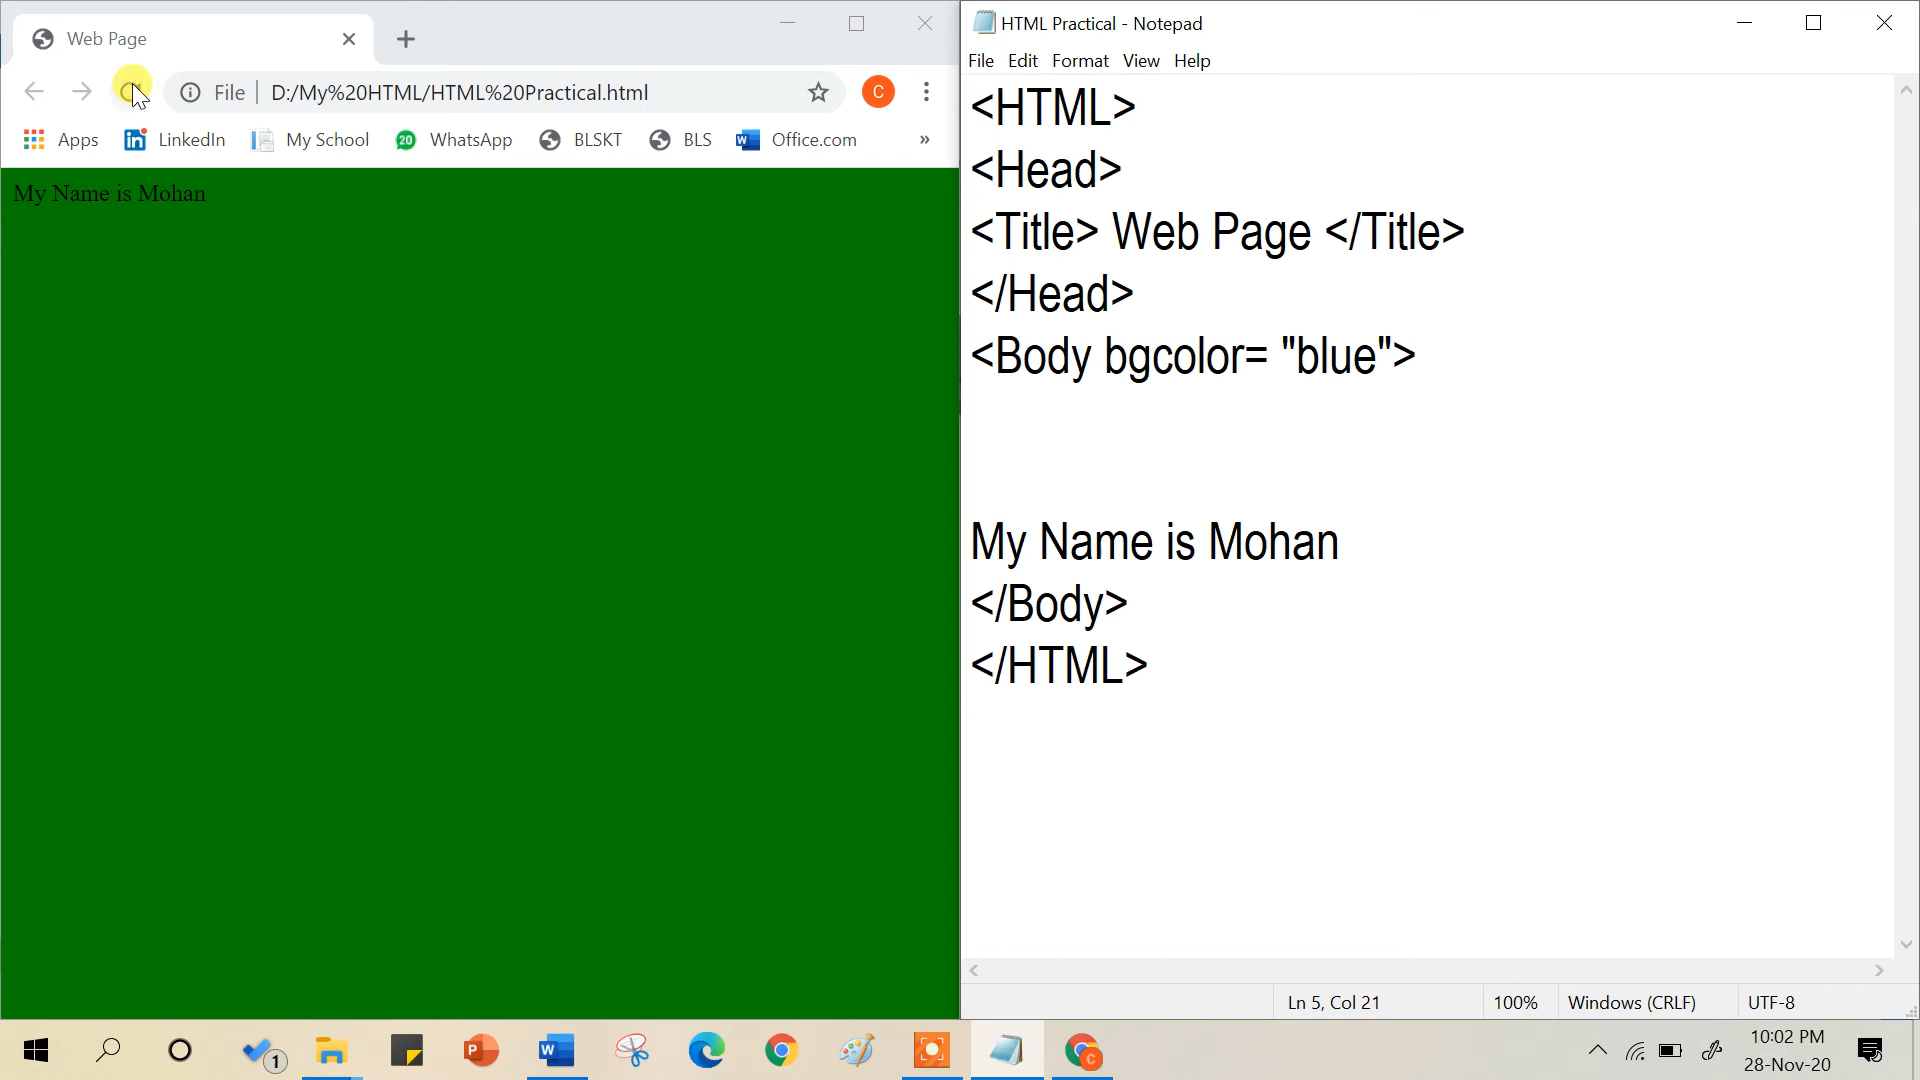 Web Page
File
D:/My%20HTML/HTML%20Practical.html
C
Apps
LinkedIn
My School
20
WhatsApp
BLSKT
BLS
Office.com
»
My Name is Mohan
HTML Practical - Notepad
File Edit Format View Help
<HTML>
<Head>
<Title> Web Page </Title>
</Head>
<Body bgcolor= "blue">
My Name is Mohan
</Body>
</HTML>
Ln 5, Col 21
100%
Windows (CRLF)
UTF-8
1
10:02 PM
28-Nov-20